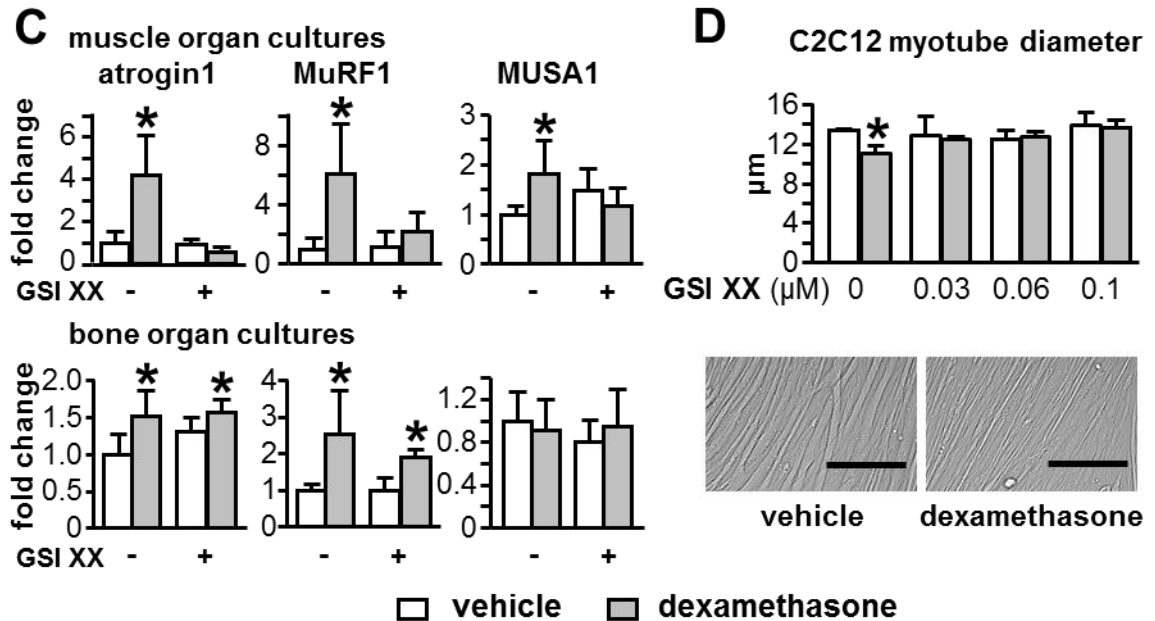 C
muscle organ cultures
atrogin1 MuRF1 MUSA1
fold change
6
4
2
0
*
8
4
0
*
3
2
1
0
*
GSI XX - + - + - +
bone organ cultures
fold change
2.0
1.5
1.0
0.5
0
* *
4
3
2
1
0
* *
1.2
0.8
0.4
0
GSI XX - + - + - +
vehicle dexamethasone
D
C2C12 myotube diameter
µm
16
12
8
4
0
*
GSI XX (µM) 0 0.03 0.06 0.1
vehicle dexamethasone